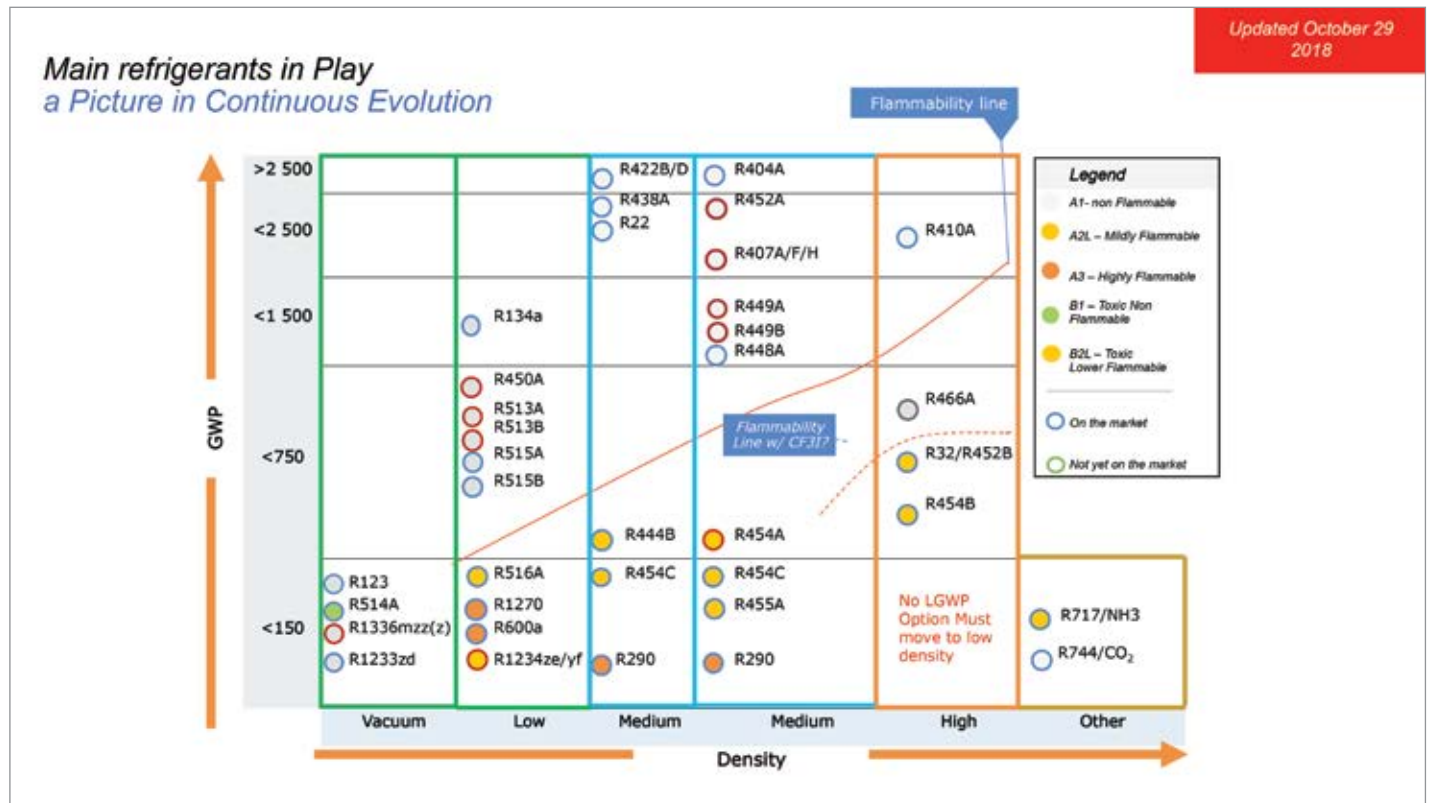 Updated October 29
2018
Main refrigerants in Play
a Picture in Continuous Evolution
Flammability line
>2 500
<2 500
<1 500
<750
<150
GWP
R123
R514A
R1336mzz(z)
R1233zd
R134a
R450A
R513A
R513B
R515A
R515B
R516A
R1270
R600a
R1234ze/yf
R422B/D
R438A
R22
R444B
R454C
R290
R404A
R452A
R407A/F/H
R449A
R449B
R448A
Flammability
Line w/ CF3I?
R454A
R454C
R455A
R290
R410A
R466A
R32/R452B
R454B
No LGWP
Option Must
move to low
density
R717/NH3
R744/CO₂
Legend
A1- non Flammable
A2L – Mildly Flammable
A3 – Highly Flammable
B1 – Toxic Non
Flammable
B2L – Toxic
Lower Flammable
On the market
Not yet on the market
Vacuum
Low
Medium
Medium
High
Other
Density